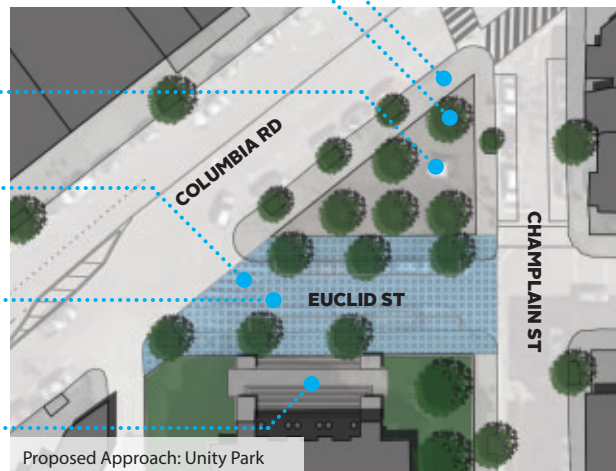 COLUMBIA RD
CHAMPLAIN ST
EUCLID ST
Proposed Approach: Unity Park